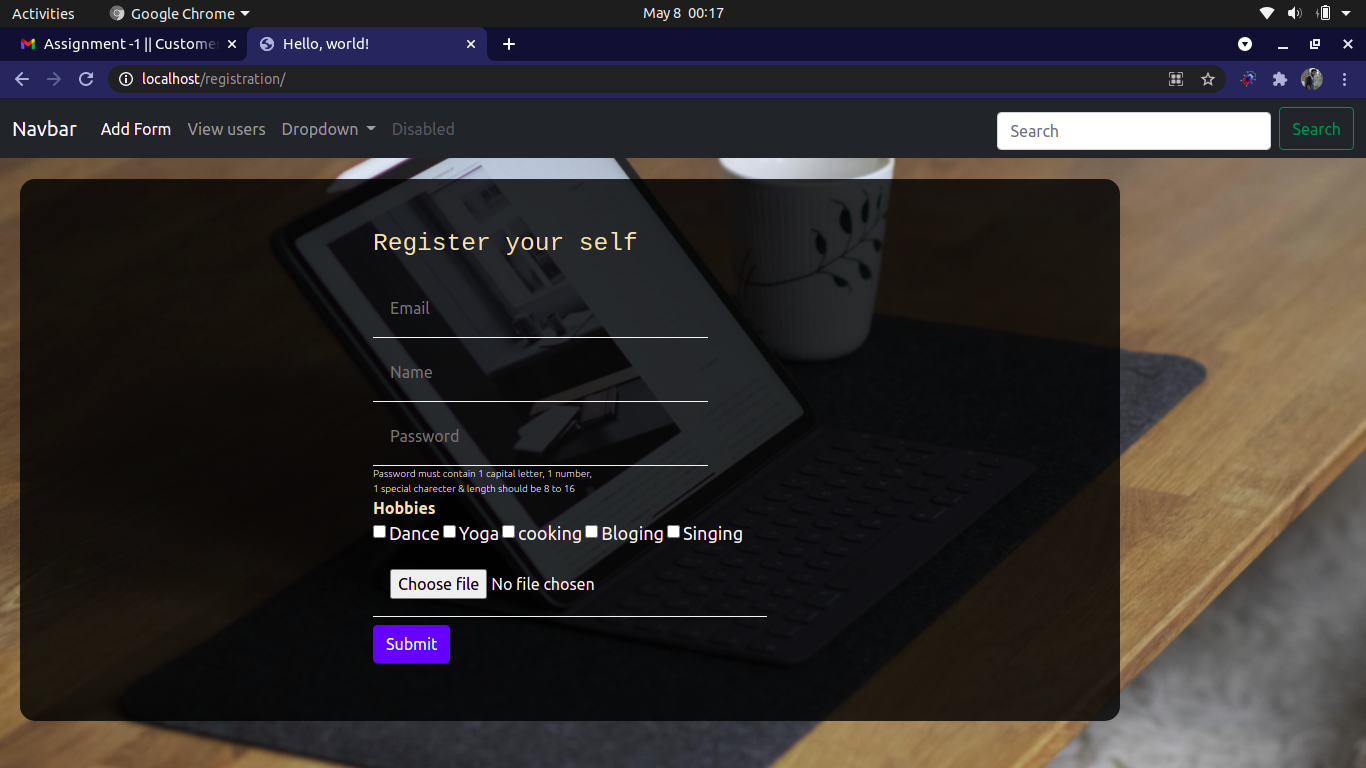 Activities Google Chrome May 8 00:17
Assignment -1 || Custome Hello, world!
localhost/registration/
Navbar Add Form View users Dropdown Disabled Search Search
Register your self
Email
Name
Password
Password must contain 1 capital letter, 1 number,
1 special charecter & length should be 8 to 16
Hobbies
Dance Yoga cooking Bloging Singing
Choose file No file chosen
Submit